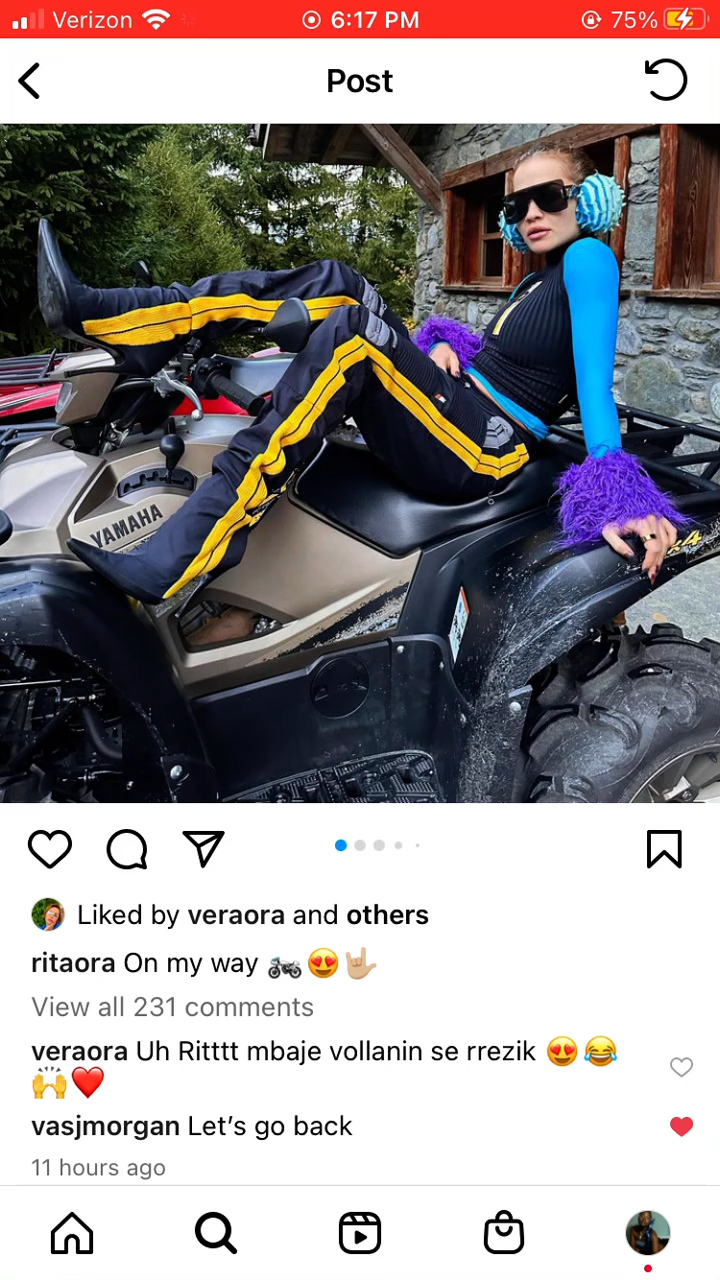 Verizon 6:17 PM 75%
Post
YAMAHA
x4
Liked by veraora and others
ritaora On my way 🏍️😍🤟🏼
View all 231 comments
veraora Uh Ritttt mbaje vollanin se rrezik 😍😂
🙌❤️
vasjmorgan Let's go back
11 hours ago